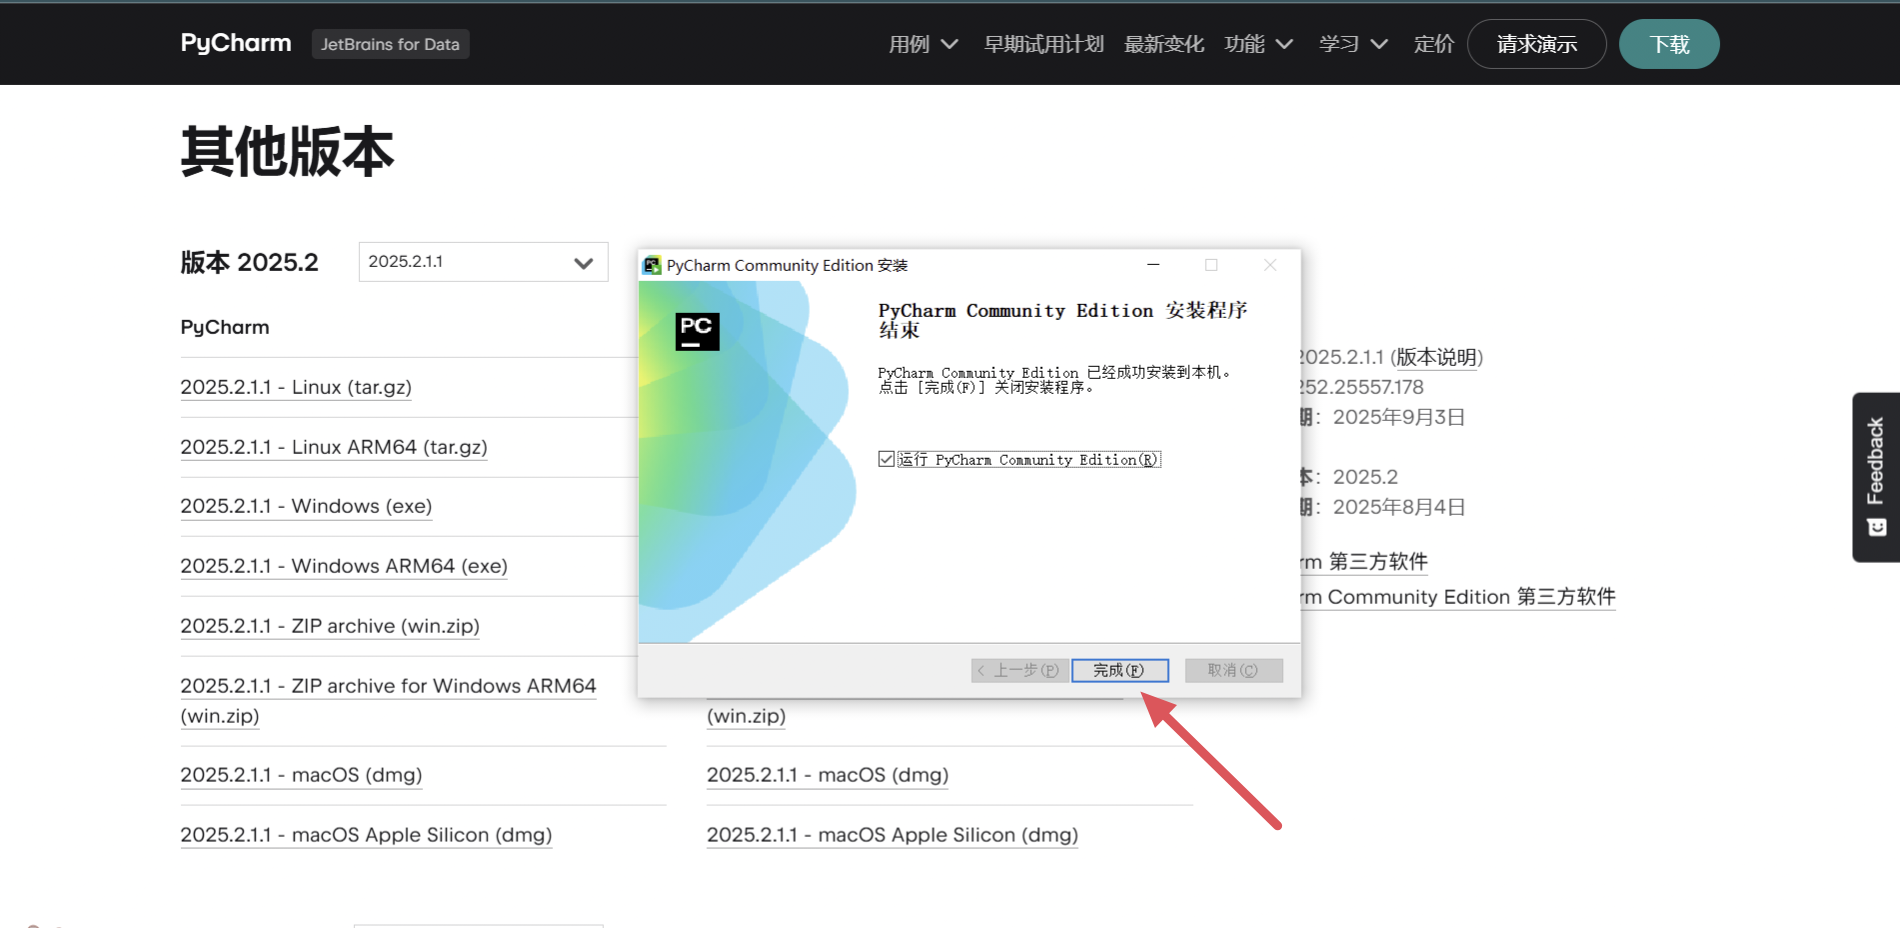 PyCharm
JetBrains for Data
用例
早期试用计划
最新变化
功能
学习
定价
请求演示
下载
其他版本
版本 2025.2
2025.2.1.1
PyCharm
2025.2.1.1 - Linux (tar.gz)
2025.2.1.1 - Linux ARM64 (tar.gz)
2025.2.1.1 - Windows (exe)
2025.2.1.1 - Windows ARM64 (exe)
2025.2.1.1 - ZIP archive (win.zip)
2025.2.1.1 - ZIP archive for Windows ARM64
(win.zip)
2025.2.1.1 - macOS (dmg)
2025.2.1.1 - macOS Apple Silicon (dmg)
PyCharm Community Edition 安装
PC
PyCharm Community Edition 安装程序
结束
PyCharm Community Edition 已经成功安装到本机。
点击 [完成(F)] 关闭安装程序。
运行 PyCharm Community Edition(R)
< 上一步(P)
完成(F)
取消(C)
(win.zip)
2025.2.1.1 - macOS (dmg)
2025.2.1.1 - macOS Apple Silicon (dmg)
2025.2.1.1 (版本说明)
252.25557.178
期：2025年9月3日
本：2025.2
期：2025年8月4日
rm 第三方软件
rm Community Edition 第三方软件
Feedback